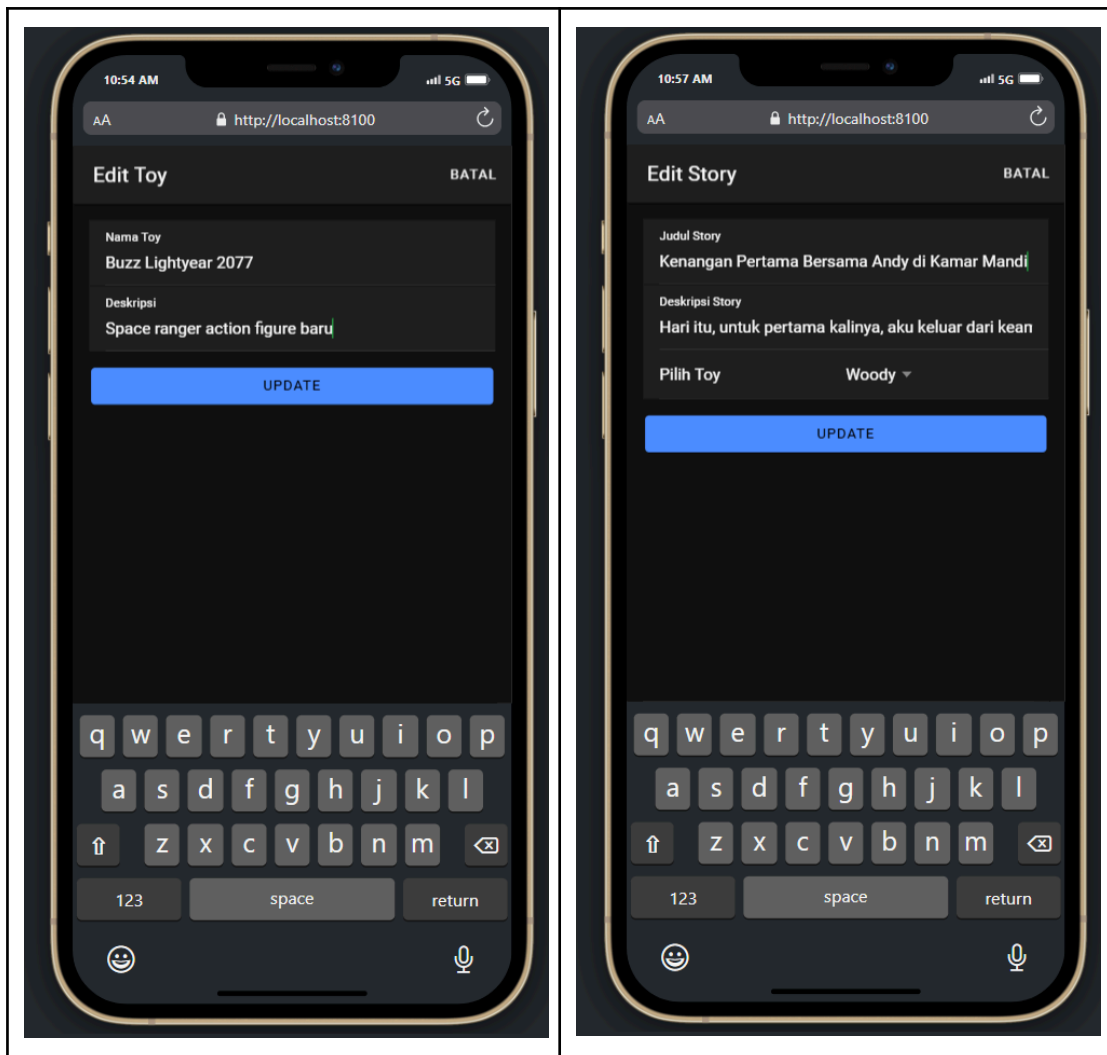 10:54 AM
5G
AA
http://localhost:8100
Edit Toy
BATAL
Nama Toy
Buzz Lightyear 2077
Deskripsi
Space ranger action figure baru
UPDATE
q w e r t y u i o p
a s d f g h j k l
z x c v b n m
123 space return
10:57 AM
5G
AA
http://localhost:8100
Edit Story
BATAL
Judul Story
Kenangan Pertama Bersama Andy di Kamar Mandi
Deskripsi Story
Hari itu, untuk pertama kalinya, aku keluar dari kean
Pilih Toy
Woody
UPDATE
q w e r t y u i o p
a s d f g h j k l
z x c v b n m
123 space return